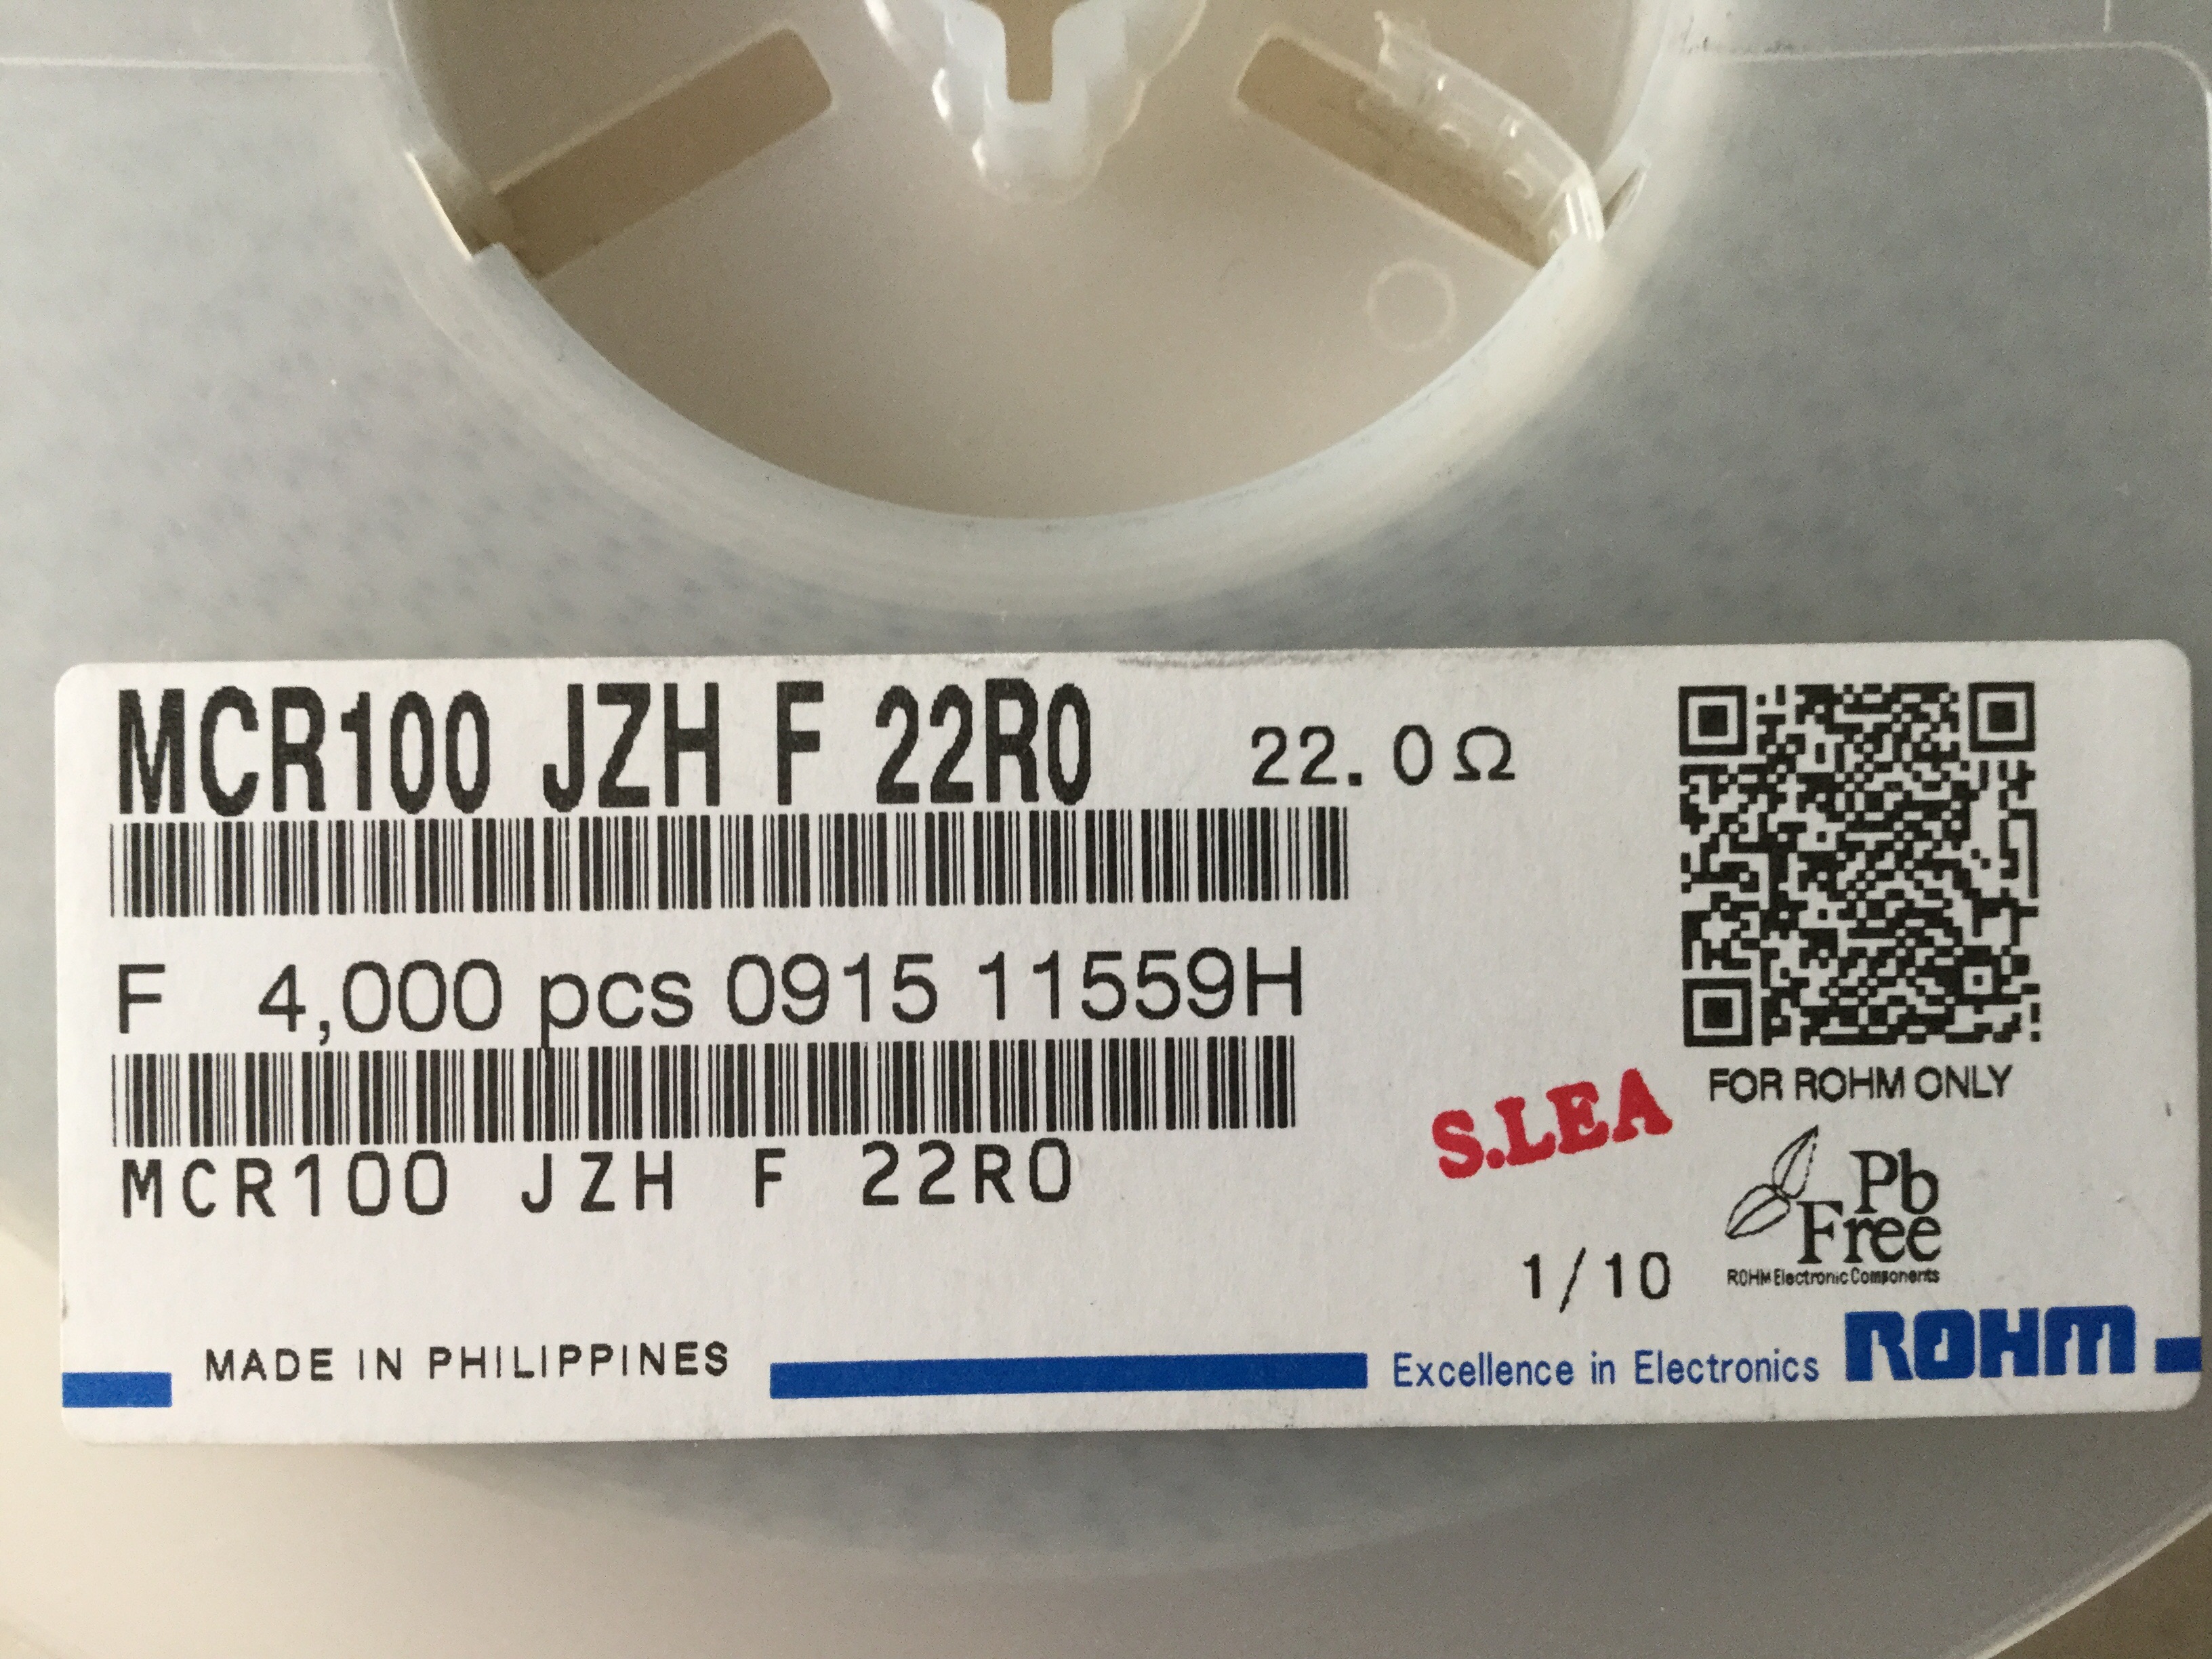 MCR100 JZH F 22R0 22.0Ω
F 4,000 pcs 0915 11559H
MCR100 JZH F 22R0
FOR ROHM ONLY
S.LEA
Pb
Free
ROHM Electronic Components
1/10
MADE IN PHILIPPINES
Excellence in Electronics ROHM